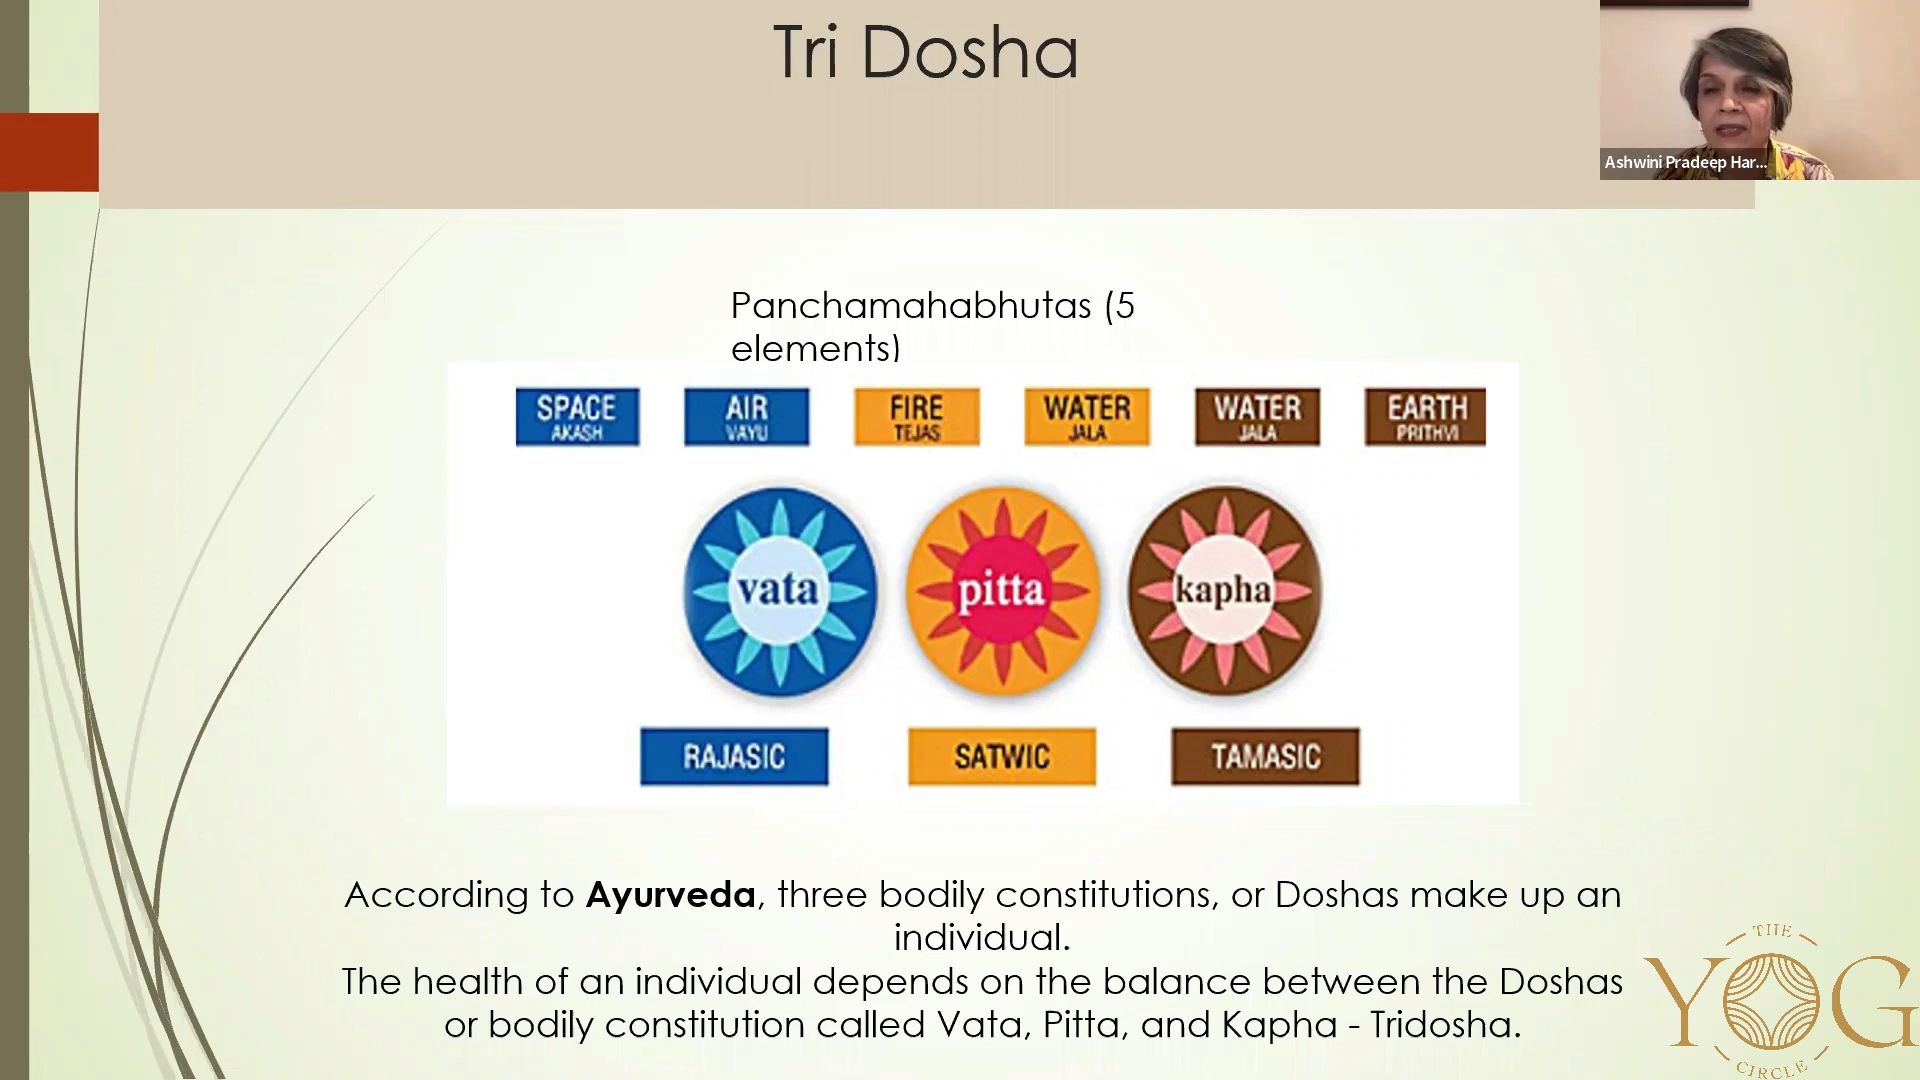 Tri Dosha
Ashwini Pradeep Har...
Panchamahabhutas (5
elements)
SPACE AIR FIRE WATER WATER EARTH
AKASH VAYU TEJAS JALA JALA PRITHVI
vata pitta kapha
RAJASIC SATWIC TAMASIC
According to Ayurveda, three bodily constitutions, or Doshas make up an
individual.
The health of an individual depends on the balance between the Doshas
or bodily constitution called Vata, Pitta, and Kapha - Tridosha.
THE
YOG
CIRCLE